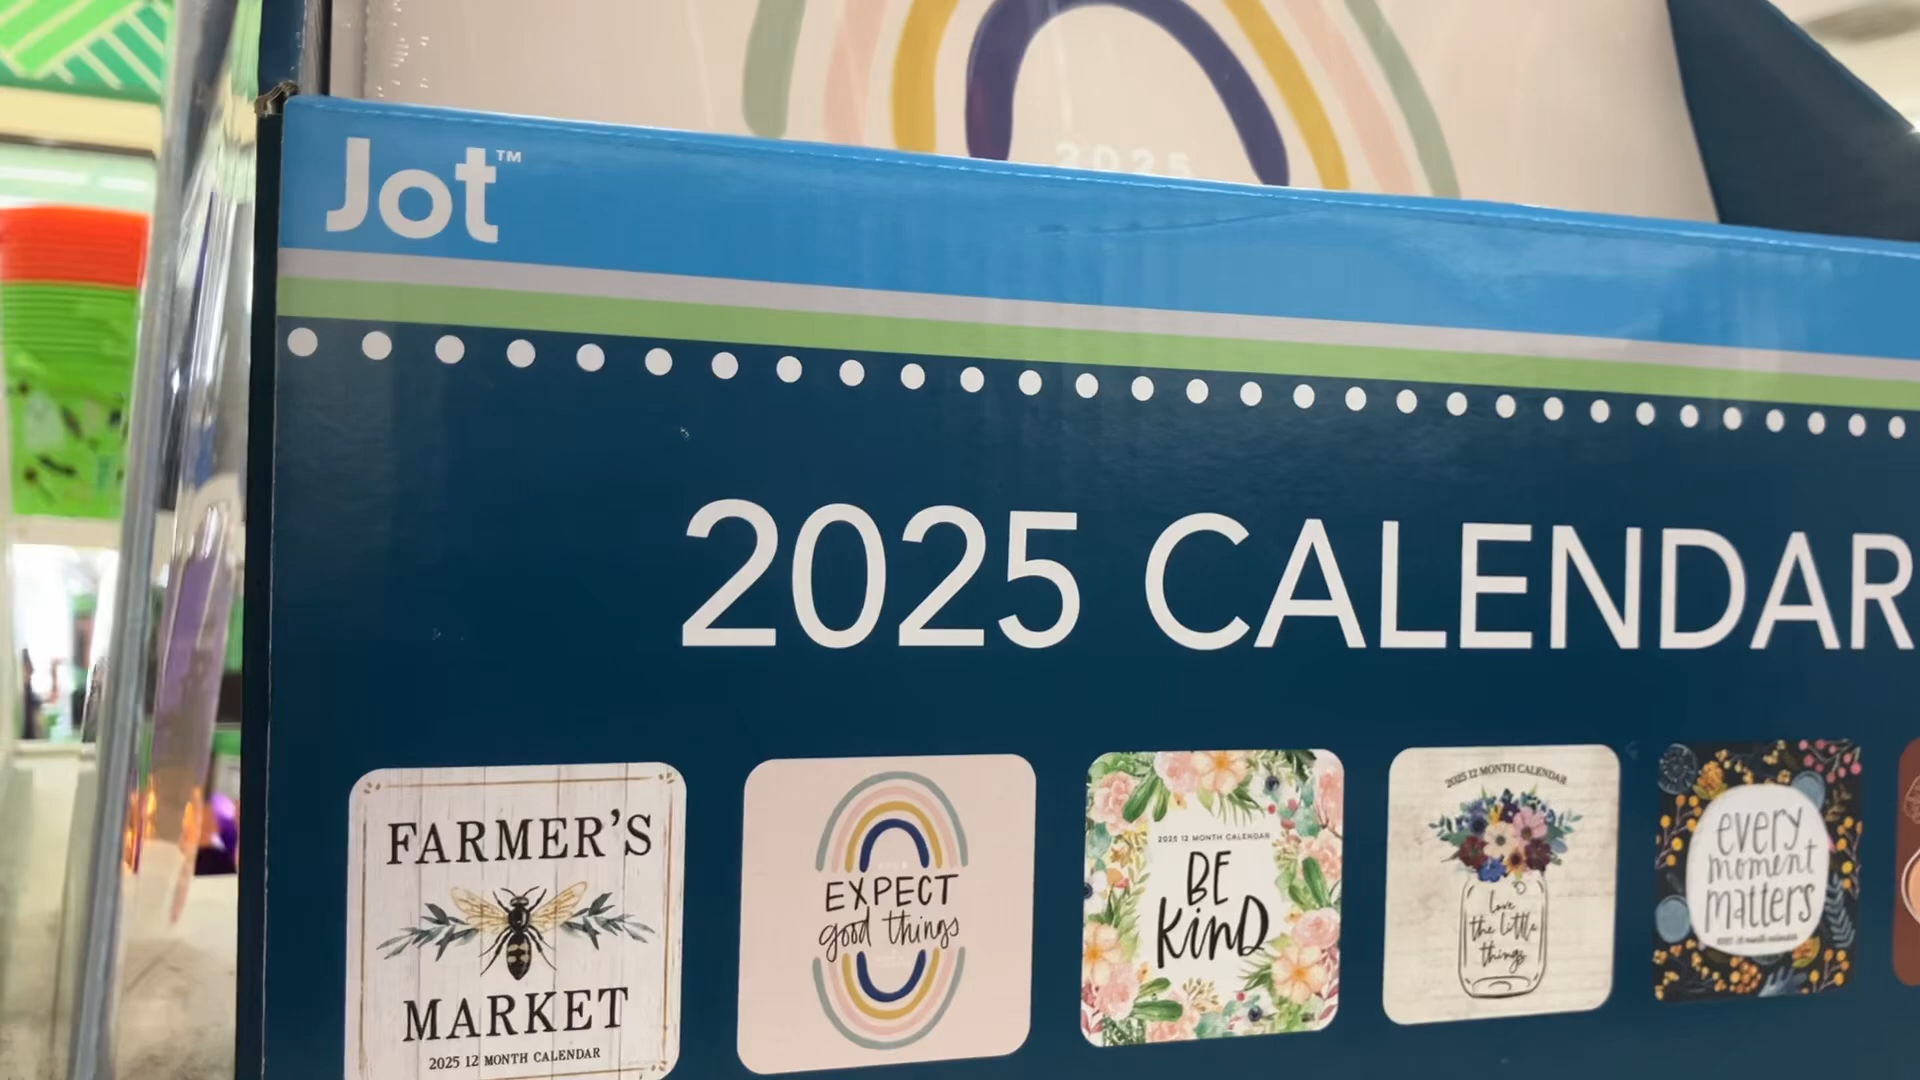 2025
Jot™
2025 CALENDAR
FARMER'S
MARKET
2025 12 MONTH CALENDAR
EXPECT
good things
2025 12 MONTH CALENDAR
BE
KIND
2025 12 MONTH CALENDAR
love
the little
things
every
moment
matters